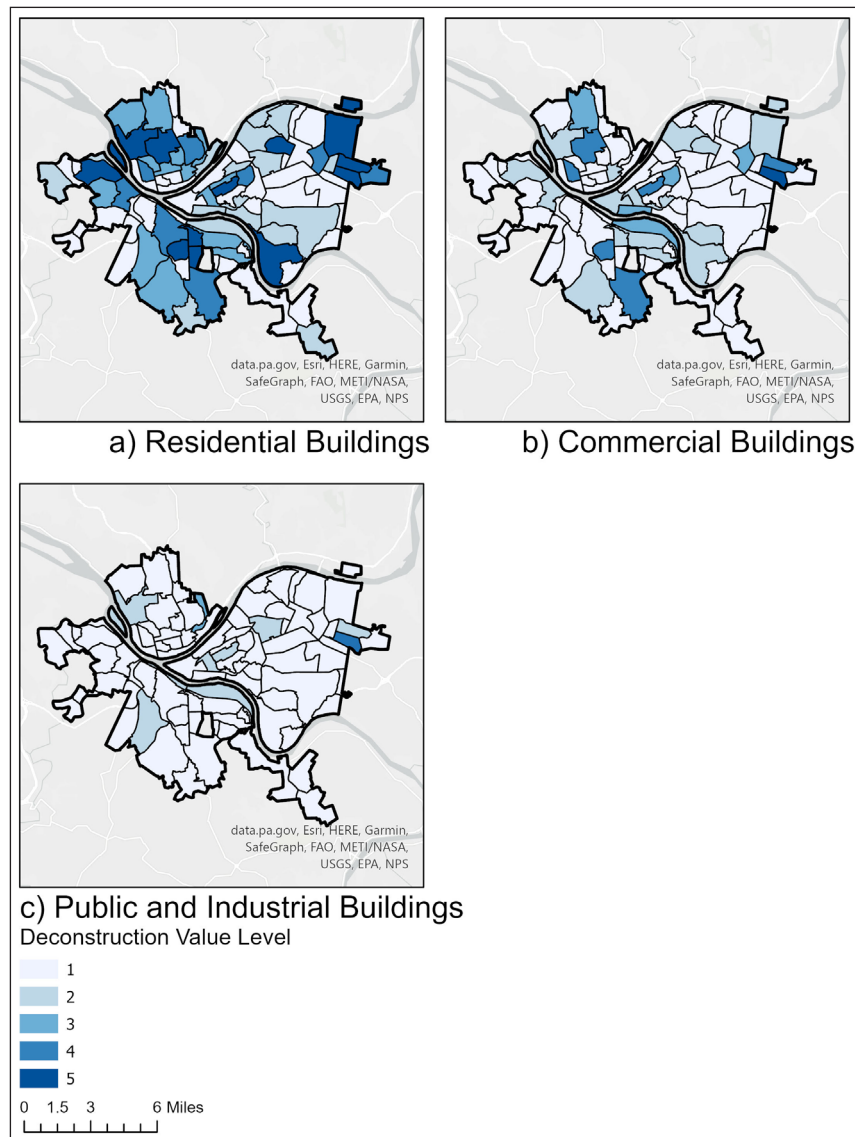 data.pa.gov, Esri, HERE, Garmin,
SafeGraph, FAO, METI/NASA,
USGS, EPA, NPS
a) Residential Buildings
data.pa.gov, Esri, HERE, Garmin,
SafeGraph, FAO, METI/NASA,
USGS, EPA, NPS
b) Commercial Buildings
data.pa.gov, Esri, HERE, Garmin,
SafeGraph, FAO, METI/NASA,
USGS, EPA, NPS
c) Public and Industrial Buildings
Deconstruction Value Level
1
2
3
4
5
0 1.5 3 6 Miles